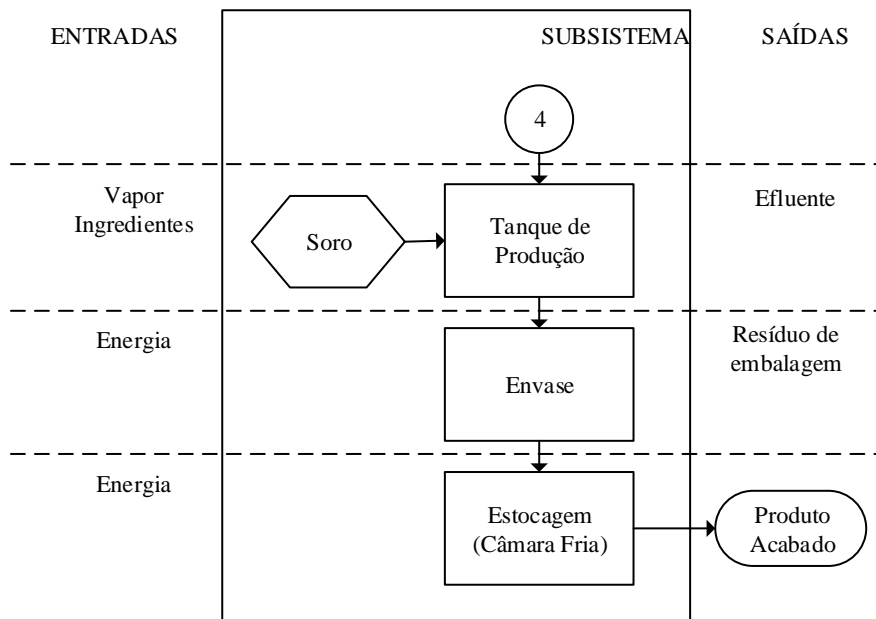 ENTRADAS
SUBSISTEMA
SAÍDAS
4
Vapor
Ingredientes
Soro
Tanque de
Produção
Efluente
Energia
Envase
Resíduo de
embalagem
Energia
Estocagem
(Câmara Fria)
Produto
Acabado